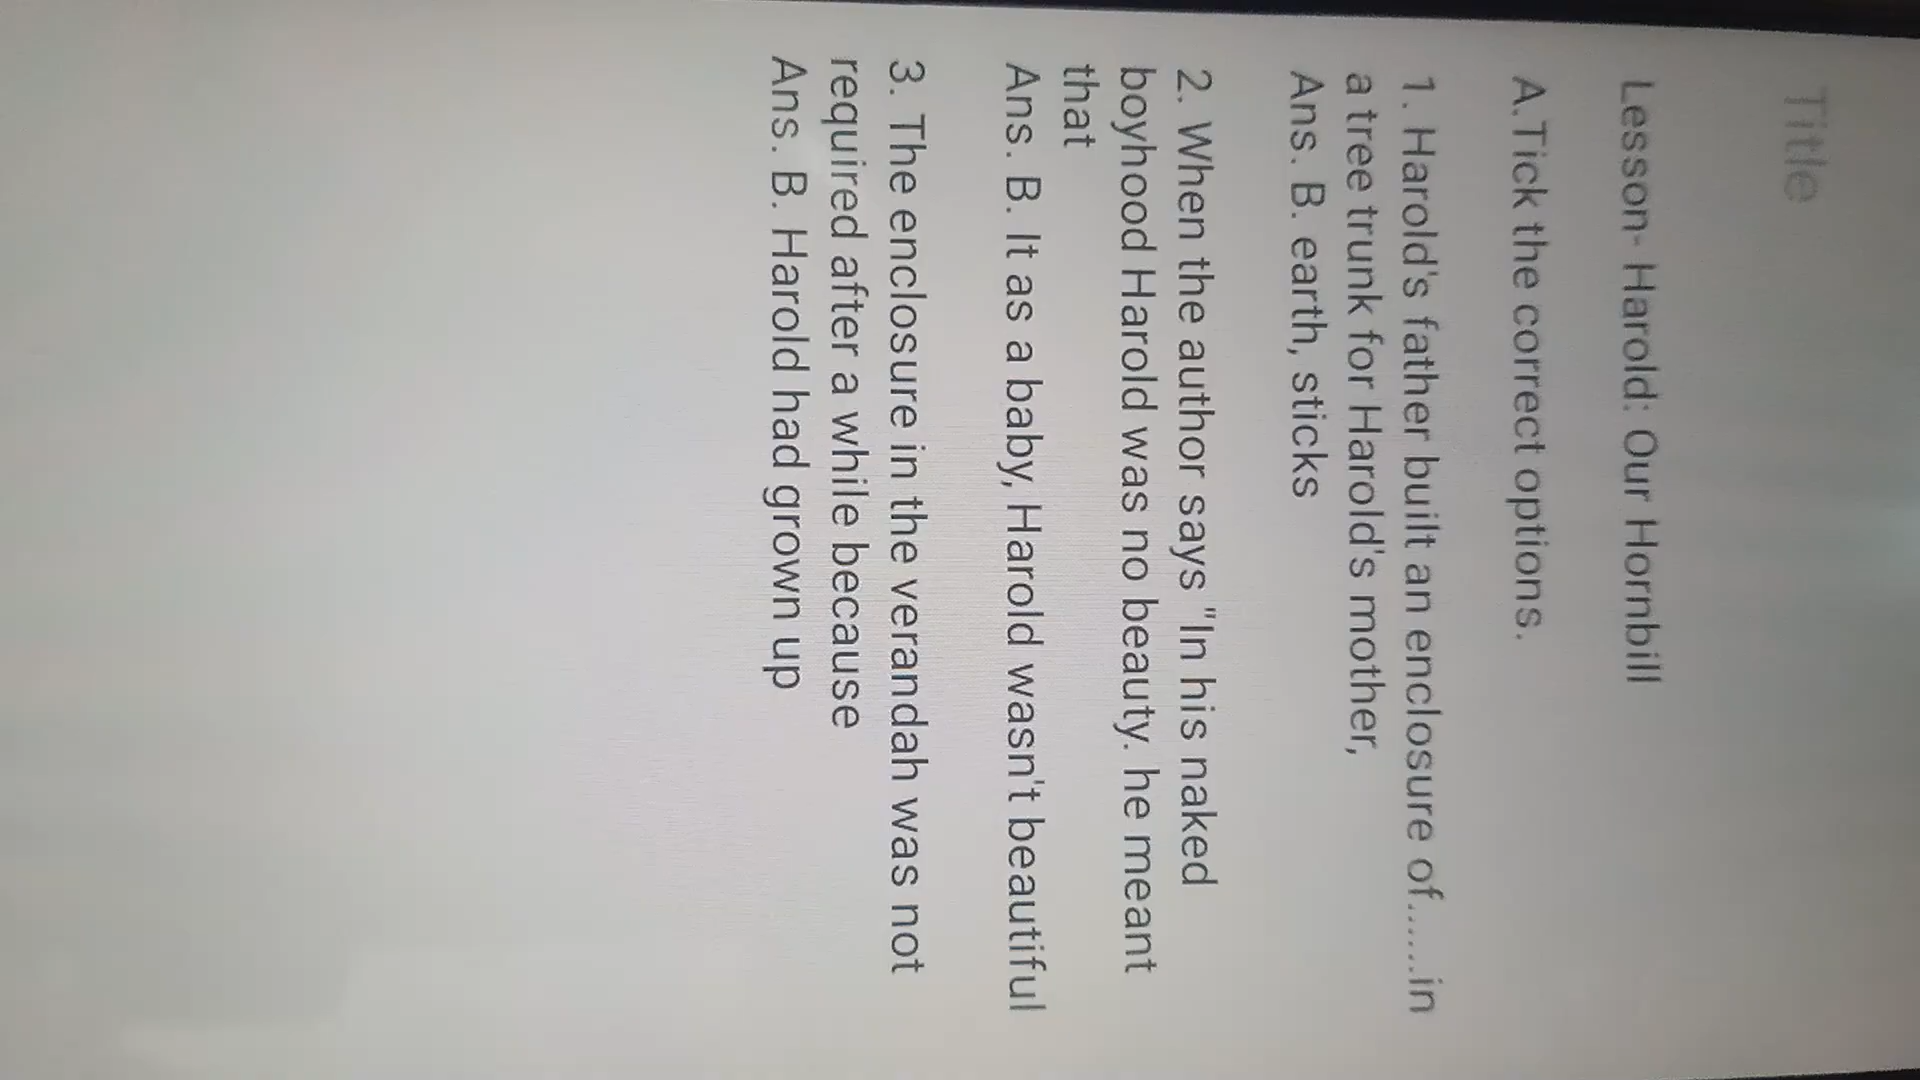 Title
Lesson- Harold: Our Hornbill
A.Tick the correct options.
1. Harold's father built an enclosure of......in
a tree trunk for Harold's mother,
Ans. B. earth, sticks
2. When the author says "In his naked
boyhood Harold was no beauty. he meant
that
Ans. B. It as a baby, Harold wasn't beautiful
3. The enclosure in the verandah was not
required after a while because
Ans. B. Harold had grown up